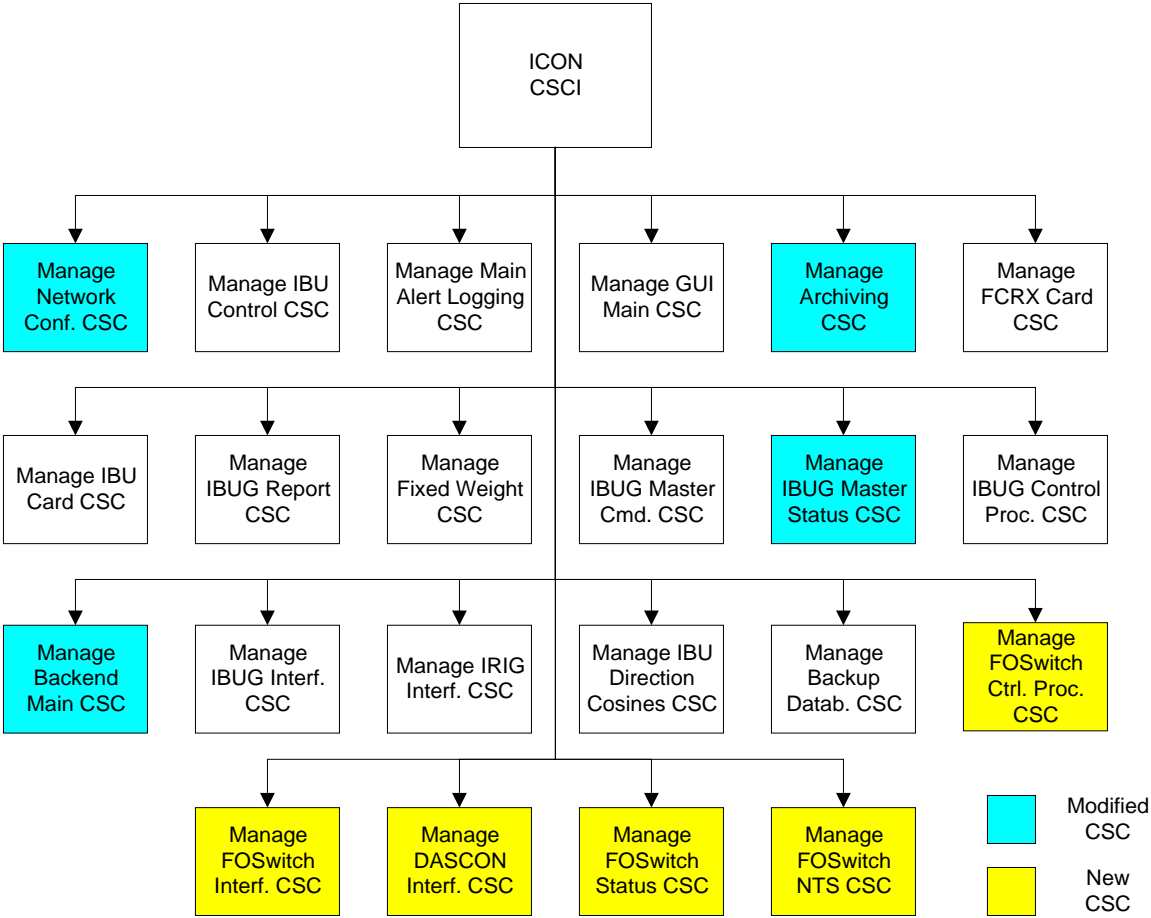 ICON
CSCI
Manage
Network
Conf. CSC
Manage IBU
Control CSC
Manage Main
Alert Logging
CSC
Manage GUI
Main CSC
Manage
Archiving
CSC
Manage
FCRX Card
CSC
Manage IBU
Card CSC
Manage
IBUG Report
CSC
Manage
Fixed Weight
CSC
Manage
IBUG Master
Cmd. CSC
Manage
IBUG Master
Status CSC
Manage
IBUG Control
Proc. CSC
Manage
Backend
Main CSC
Manage
IBUG Interf.
CSC
Manage IRIG
Interf. CSC
Manage IBU
Direction
Cosines CSC
Manage
Backup
Datab. CSC
Manage
FOSwitch
Ctrl. Proc.
CSC
Manage
FOSwitch
Interf. CSC
Manage
DASCON
Interf. CSC
Manage
FOSwitch
Status CSC
Manage
FOSwitch
NTS CSC
Modified
CSC
New
CSC